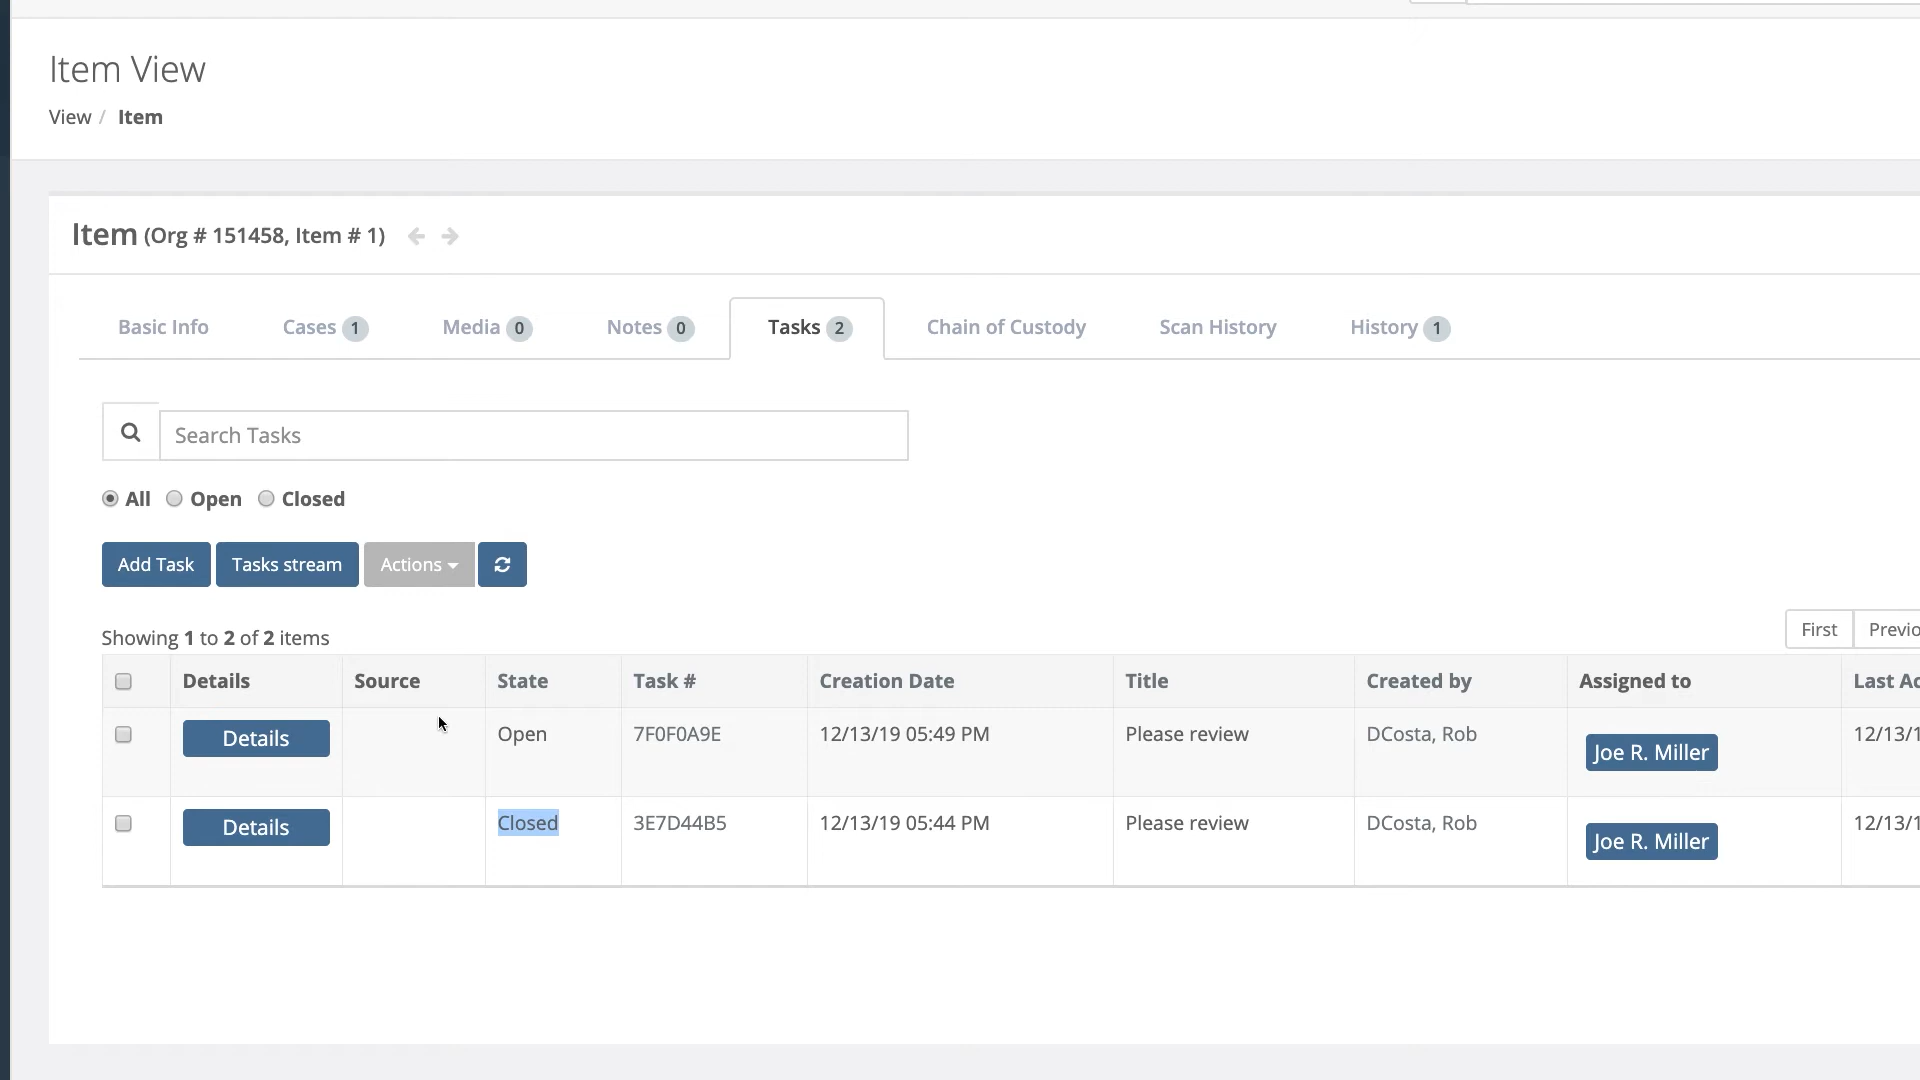 Item View
View / Item
Item (Org # 151458, Item # 1)
Basic Info Cases 1 Media 0 Notes 0 Tasks 2 Chain of Custody Scan History History 1
Search Tasks
All Open Closed
Add Task Tasks stream Actions
Showing 1 to 2 of 2 items
First Previo
Details Source State Task # Creation Date Title Created by Assigned to Last Ac
Details Open 7F0F0A9E 12/13/19 05:49 PM Please review DCosta, Rob Joe R. Miller 12/13/1
Details Closed 3E7D44B5 12/13/19 05:44 PM Please review DCosta, Rob Joe R. Miller 12/13/1